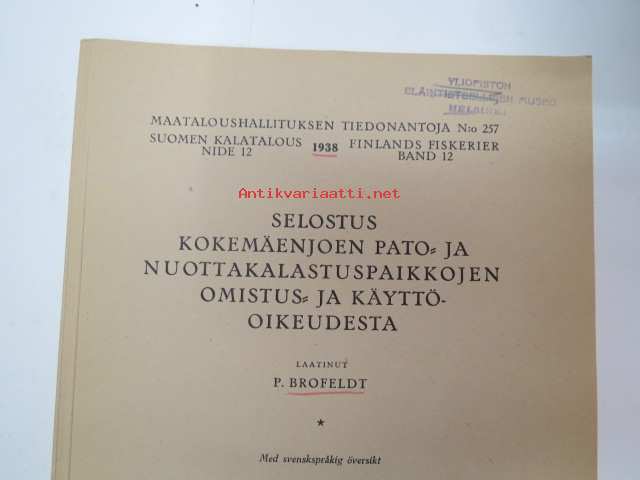 YLIOPISTON
ELÄINTIETEELLINEN MUSEO
HELSINKI
MAATALOUSHALLITUKSEN TIEDONANTOJA N:o 257
SUOMEN KALATALOUS 1938 FINLANDS FISKERIER
NIDE 12 BAND 12
Antikvariaatti.net
SELOSTUS
KOKEMÄENJOEN PATO- JA
NUOTTAKALASTUSPAIKKOJEN
OMISTUS- JA KÄYTTÖ-
OIKEUDESTA
LAATINUT
P. BROFELDT
*
Med svenskspråkig översikt